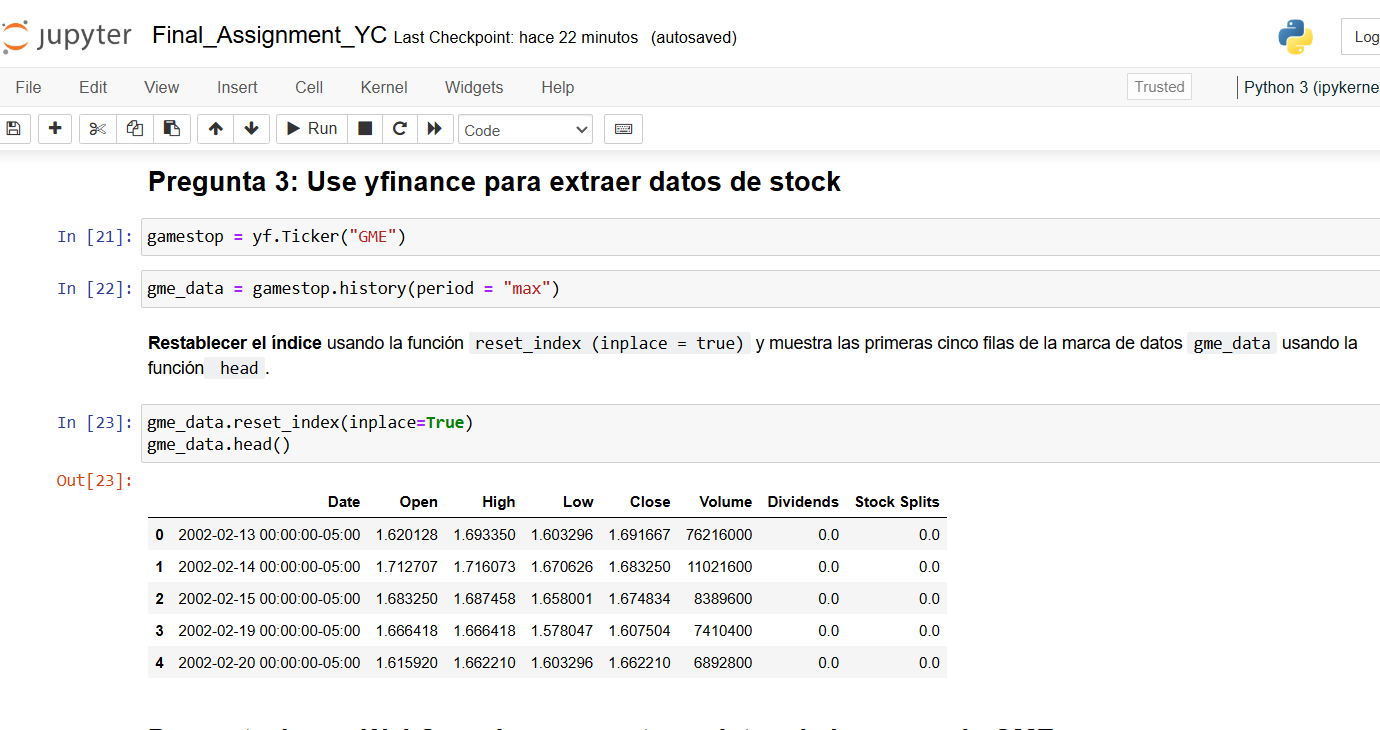 jupyter Final_Assignment_YC Last Checkpoint: hace 22 minutos (autosaved)
Log
File Edit View Insert Cell Kernel Widgets Help Trusted Python 3 (ipykerne
Run Code
Pregunta 3: Use yfinance para extraer datos de stock
In [21]: gamestop = yf.Ticker("GME")
In [22]: gme_data = gamestop.history(period = "max")
Restablecer el índice usando la función reset_index (inplace = true) y muestra las primeras cinco filas de la marca de datos gme_data usando la
función head .
In [23]: gme_data.reset_index(inplace=True)
gme_data.head()
Out[23]:
Date Open High Low Close Volume Dividends Stock Splits
0 2002-02-13 00:00:00-05:00 1.620128 1.693350 1.603296 1.691667 76216000 0.0 0.0
1 2002-02-14 00:00:00-05:00 1.712707 1.716073 1.670626 1.683250 11021600 0.0 0.0
2 2002-02-15 00:00:00-05:00 1.683250 1.687458 1.658001 1.674834 8389600 0.0 0.0
3 2002-02-19 00:00:00-05:00 1.666418 1.666418 1.578047 1.607504 7410400 0.0 0.0
4 2002-02-20 00:00:00-05:00 1.615920 1.662210 1.603296 1.662210 6892800 0.0 0.0